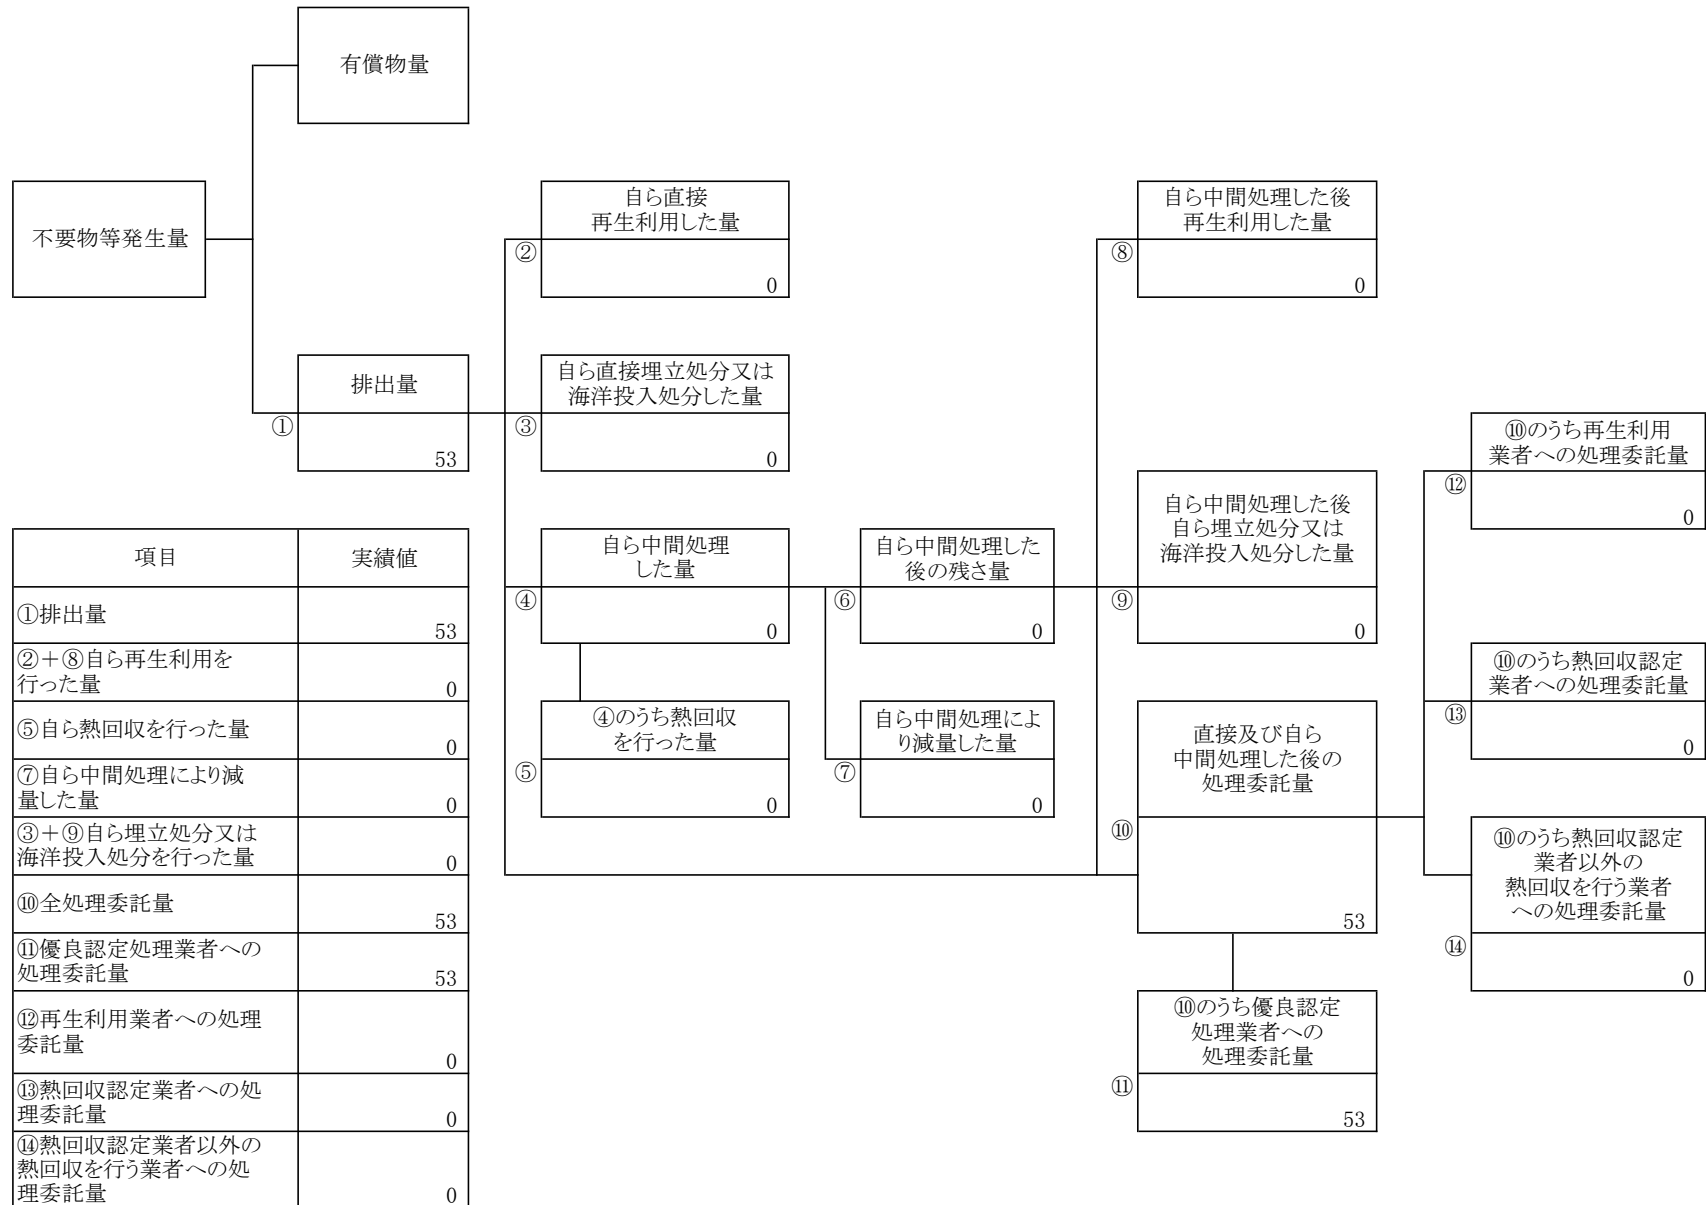 有償物量
不要物等発生量
自ら直接
再生利用した量
②
0
自ら中間処理した後
再生利用した量
⑧
0
排出量
①
53
自ら直接埋立処分又は
海洋投入処分した量
③
0
⑩のうち再生利用
業者への処理委託量
⑫
0
自ら中間処理
した量
④
0
自ら中間処理した
後の残さ量
⑥
0
自ら中間処理した後
自ら埋立処分又は
海洋投入処分した量
⑨
0
⑩のうち熱回収認定
業者への処理委託量
⑬
0
④のうち熱回収
を行った量
⑤
0
自ら中間処理によ
り減量した量
⑦
0
直接及び自ら
中間処理した後の
処理委託量
⑩
53
⑩のうち熱回収認定
業者以外の
熱回収を行う業者
への処理委託量
⑭
0
⑩のうち優良認定
処理業者への
処理委託量
⑪
53
項目 実績値
①排出量
53
②＋⑧自ら再生利用を
行った量
0
⑤自ら熱回収を行った量
0
⑦自ら中間処理により減
量した量
0
③＋⑨自ら埋立処分又は
海洋投入処分を行った量
0
⑩全処理委託量
53
⑪優良認定処理業者への
処理委託量
53
⑫再生利用業者への処理
委託量
0
⑬熱回収認定業者への処
理委託量
0
⑭熱回収認定業者以外の
熱回収を行う業者への処
理委託量
0